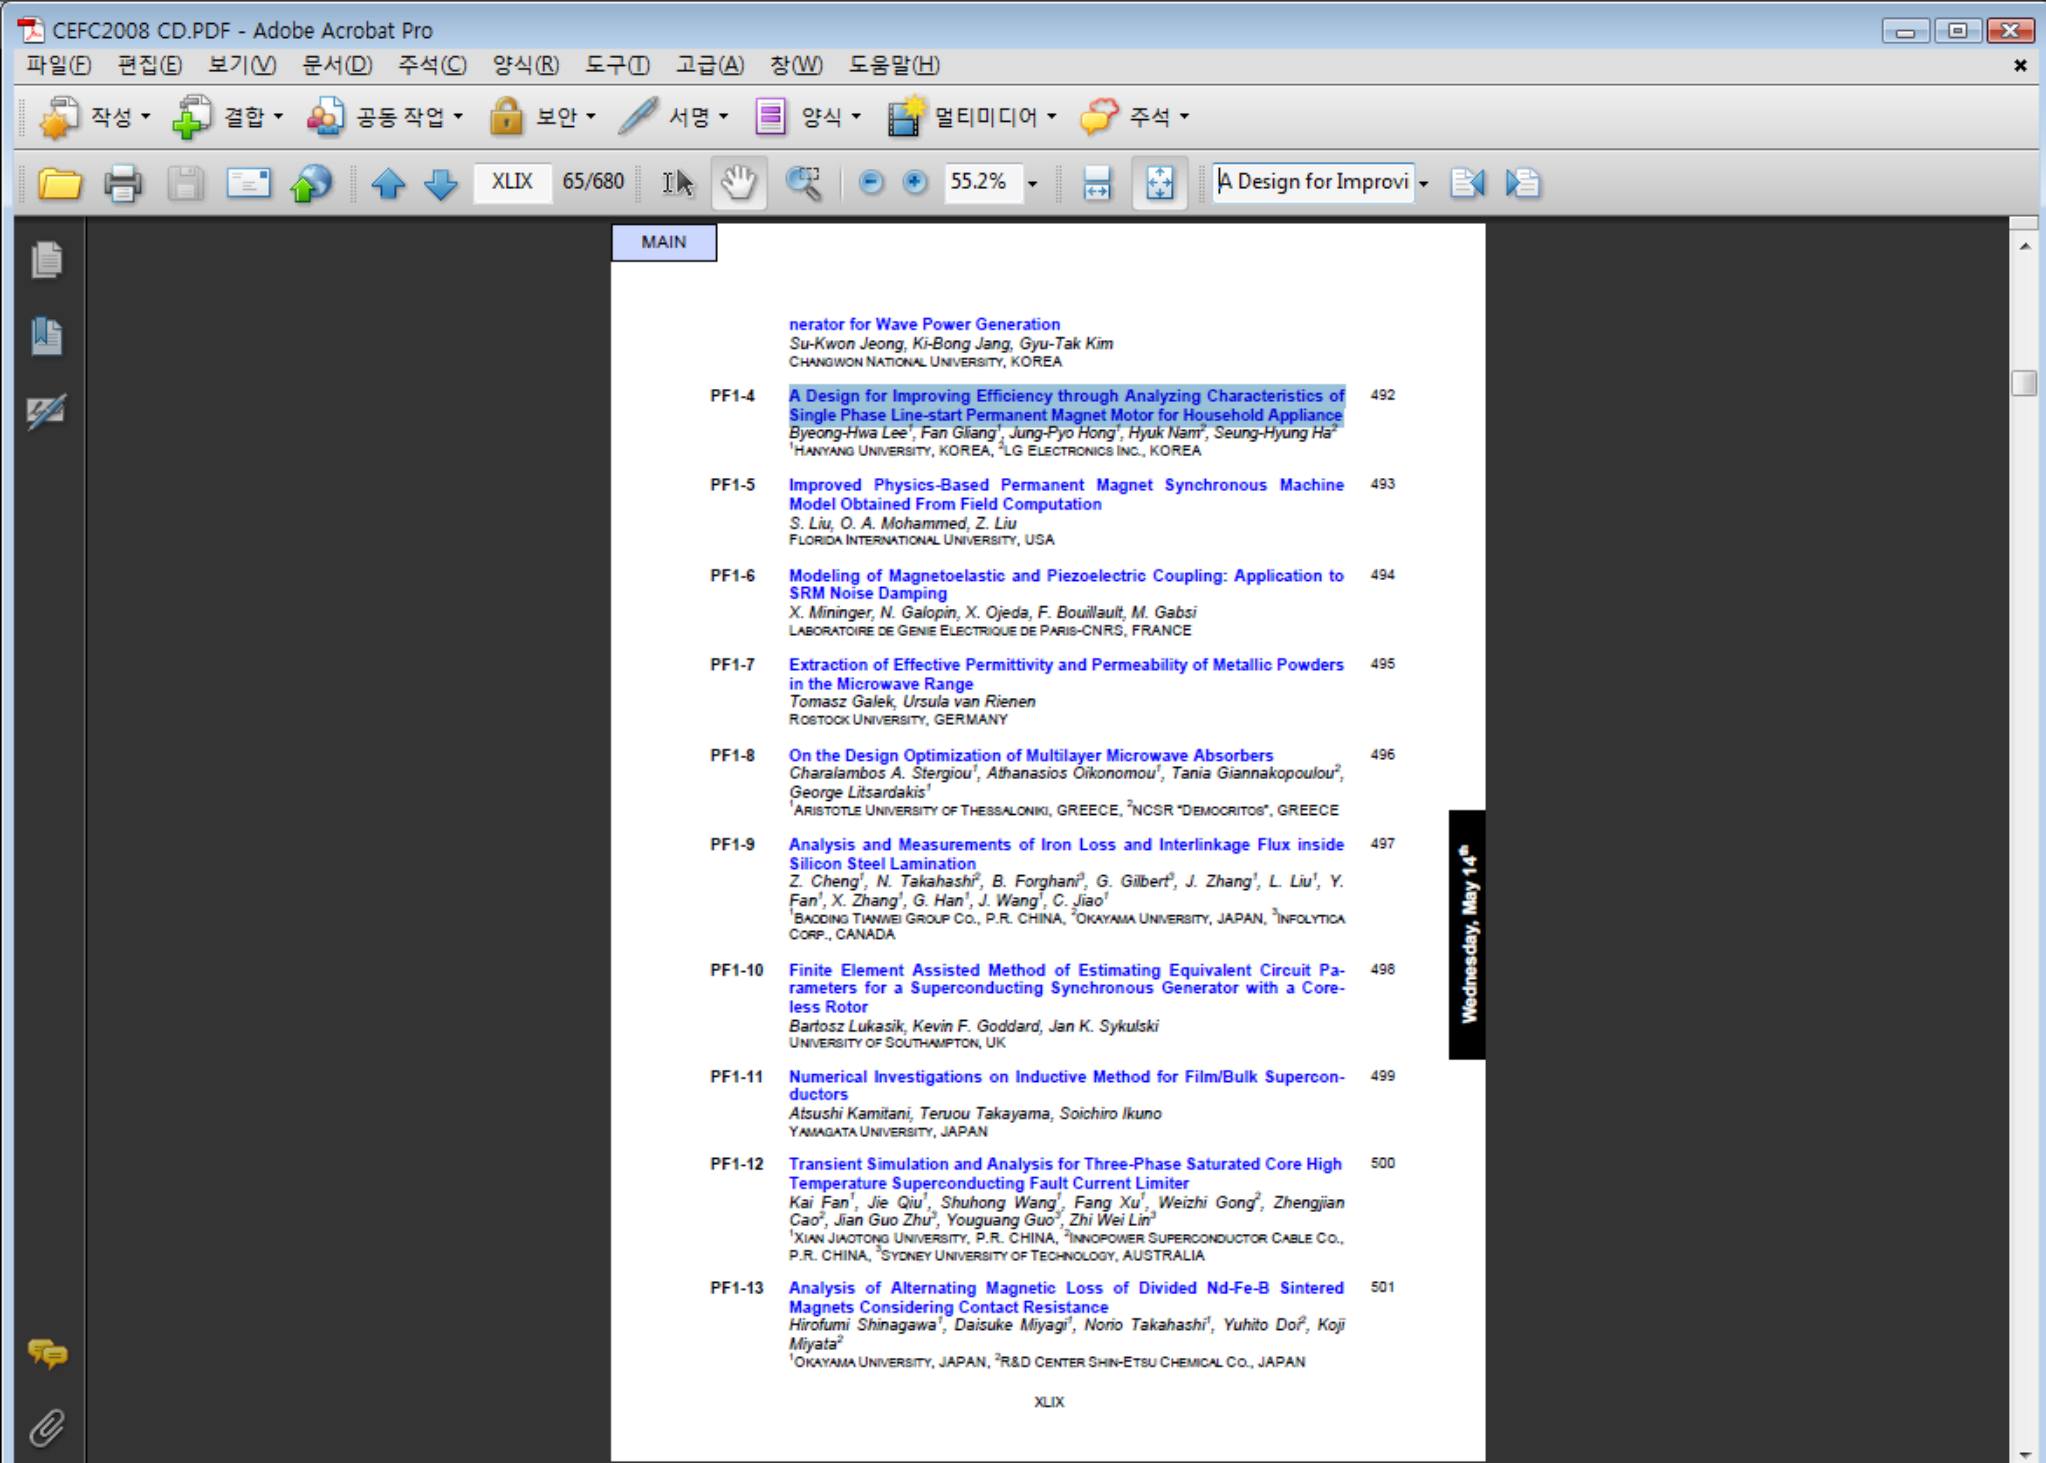 CEFC2008 CD.PDF - Adobe Acrobat Pro
파일(F) 편집(E) 보기(V) 문서(D) 주석(C) 양식(R) 도구(T) 고급(A) 창(W) 도움말(H)
작성 결합 공동 작업 보안 서명 양식 멀티미디어 주석
XLIX 65/680 55.2% A Design for Improvi
MAIN
nerator for Wave Power Generation
Su-Kwon Jeong, Ki-Bong Jang, Gyu-Tak Kim
CHANGWON NATIONAL UNIVERSITY, KOREA
PF1-4 A Design for Improving Efficiency through Analyzing Characteristics of 492
Single Phase Line-start Permanent Magnet Motor for Household Appliance
Byeong-Hwa Lee¹, Fan Gliang¹, Jung-Pyo Hong¹, Hyuk Nam², Seung-Hyung Ha²
¹HANYANG UNIVERSITY, KOREA, ²LG ELECTRONICS INC., KOREA
PF1-5 Improved Physics-Based Permanent Magnet Synchronous Machine 493
Model Obtained From Field Computation
S. Liu, O. A. Mohammed, Z. Liu
FLORIDA INTERNATIONAL UNIVERSITY, USA
PF1-6 Modeling of Magnetoelastic and Piezoelectric Coupling: Application to 494
SRM Noise Damping
X. Mininger, N. Galopin, X. Ojeda, F. Bouillault, M. Gabsi
LABORATOIRE DE GENIE ELECTRIQUE DE PARIS-CNRS, FRANCE
PF1-7 Extraction of Effective Permittivity and Permeability of Metallic Powders 495
in the Microwave Range
Tomasz Galek, Ursula van Rienen
ROSTOCK UNIVERSITY, GERMANY
PF1-8 On the Design Optimization of Multilayer Microwave Absorbers 496
Charalambos A. Stergiou¹, Athanasios Oikonomou¹, Tania Giannakopoulou²,
George Litsardakis¹
¹ARISTOTLE UNIVERSITY OF THESSALONIKI, GREECE, ²NCSR "DEMOCRITOS", GREECE
PF1-9 Analysis and Measurements of Iron Loss and Interlinkage Flux inside 497
Silicon Steel Lamination
Z. Cheng¹, N. Takahashi², B. Forghani³, G. Gilbert³, J. Zhang¹, L. Liu¹, Y.
Fan¹, X. Zhang¹, G. Han¹, J. Wang¹, C. Jiao¹
¹BAODING TIANWEI GROUP CO., P.R. CHINA, ²OKAYAMA UNIVERSITY, JAPAN, ³INFOLYTICA
CORP., CANADA
Wednesday, May 14th
PF1-10 Finite Element Assisted Method of Estimating Equivalent Circuit Pa- 498
rameters for a Superconducting Synchronous Generator with a Core-
less Rotor
Bartosz Lukasik, Kevin F. Goddard, Jan K. Sykulski
UNIVERSITY OF SOUTHAMPTON, UK
PF1-11 Numerical Investigations on Inductive Method for Film/Bulk Supercon- 499
ductors
Atsushi Kamitani, Teruou Takayama, Soichiro Ikuno
YAMAGATA UNIVERSITY, JAPAN
PF1-12 Transient Simulation and Analysis for Three-Phase Saturated Core High 500
Temperature Superconducting Fault Current Limiter
Kai Fan¹, Jie Qiu¹, Shuhong Wang¹, Fang Xu¹, Weizhi Gong², Zhengjian
Cao², Jian Guo Zhu³, Youguang Guo³, Zhi Wei Lin³
¹XIAN JIAOTONG UNIVERSITY, P.R. CHINA, ²INNOPOWER SUPERCONDUCTOR CABLE CO.,
P.R. CHINA, ³SYDNEY UNIVERSITY OF TECHNOLOGY, AUSTRALIA
PF1-13 Analysis of Alternating Magnetic Loss of Divided Nd-Fe-B Sintered 501
Magnets Considering Contact Resistance
Hirofumi Shinagawa¹, Daisuke Miyagi¹, Norio Takahashi¹, Yuhito Doi², Koji
Miyata²
¹OKAYAMA UNIVERSITY, JAPAN, ²R&D CENTER SHIN-ETSU CHEMICAL CO., JAPAN
XLIX